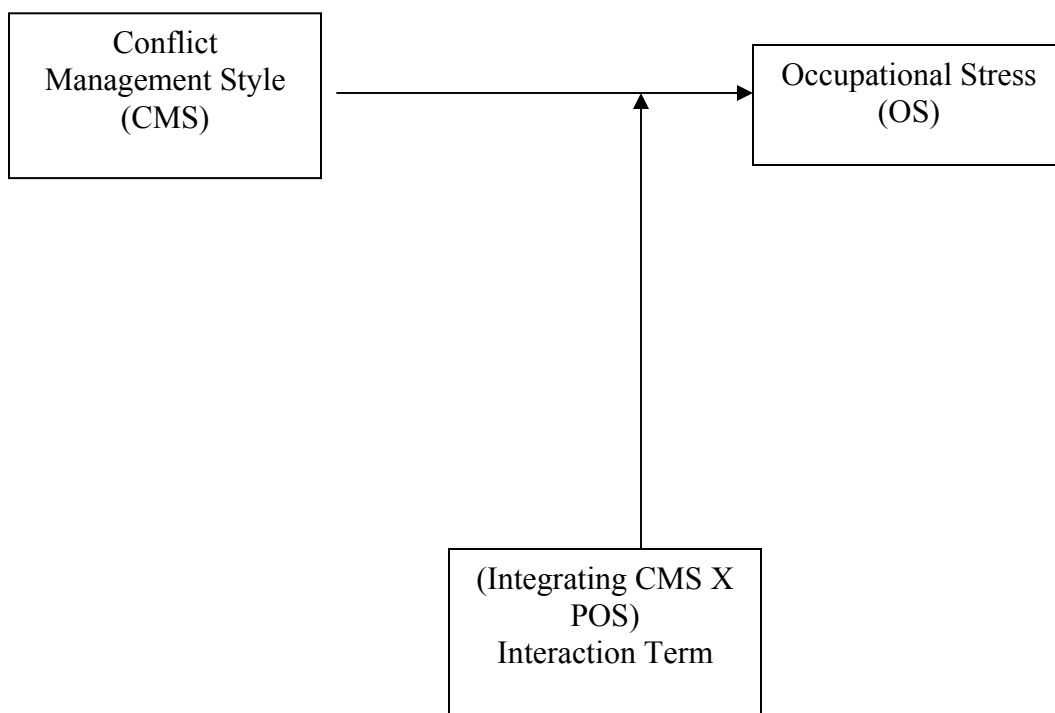 Conflict
Management Style
(CMS)
Occupational Stress
(OS)
(Integrating CMS X
POS)
Interaction Term